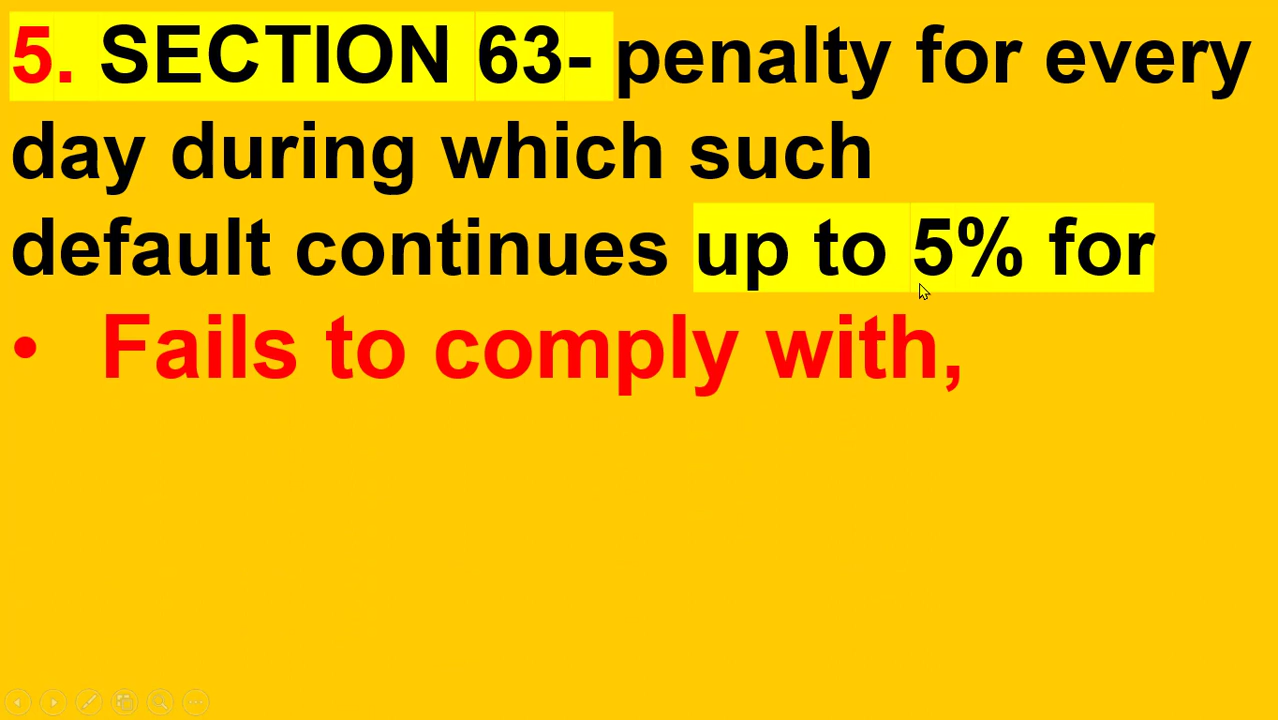 5. SECTION 63- penalty for every
day during which such
default continues up to 5% for
• Fails to comply with,